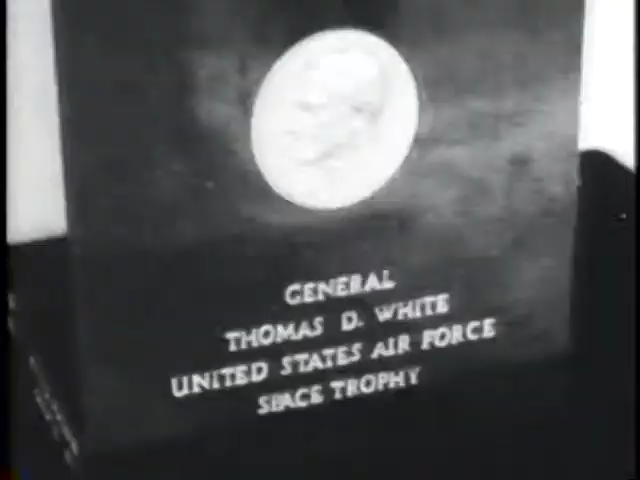 GENERAL
THOMAS D. WHITE
UNITED STATES AIR FORCE
SPACE TROPHY